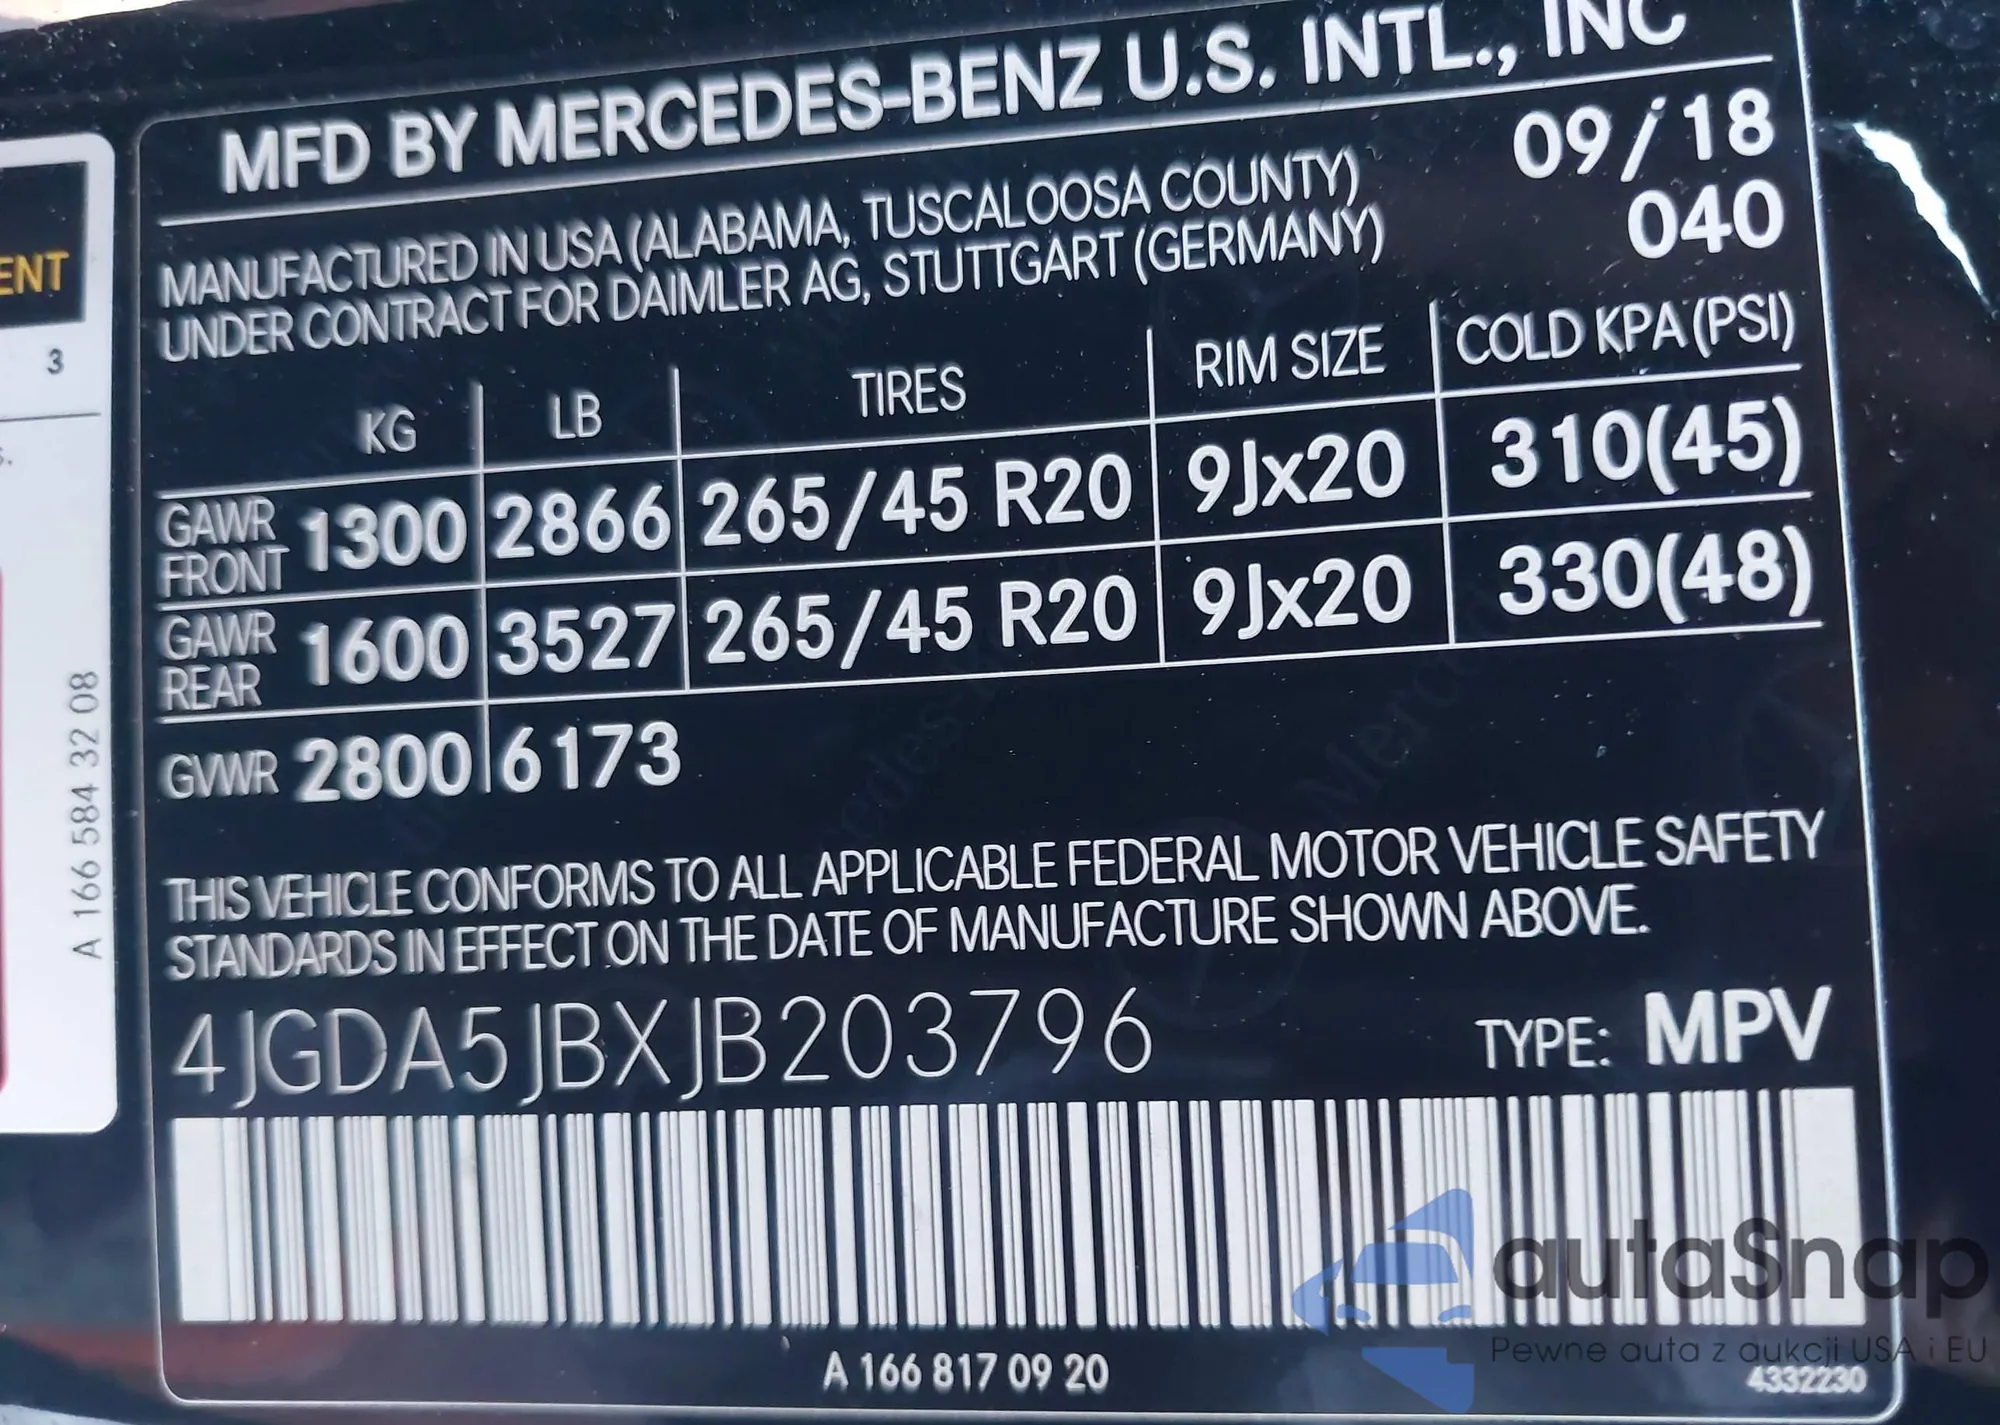 MFD BY MERCEDES-BENZ U.S. INTL., INC
09/18
MANUFACTURED IN USA (ALABAMA, TUSCALOOSA COUNTY)
040
UNDER CONTRACT FOR DAIMLER AG, STUTTGART (GERMANY)
KG LB TIRES RIM SIZE COLD KPA (PSI)
GAWR FRONT 1300 2866 265/45 R20 9Jx20 310(45)
GAWR REAR 1600 3527 265/45 R20 9Jx20 330(48)
GVWR 2800 6173
THIS VEHICLE CONFORMS TO ALL APPLICABLE FEDERAL MOTOR VEHICLE SAFETY
STANDARDS IN EFFECT ON THE DATE OF MANUFACTURE SHOWN ABOVE.
4JGDA5JBXJB203796 TYPE: MPV
A 166 817 09 20
4332230
3
A 166 584 32 08
autaSnap
Pewne auta z aukcji USA i EU